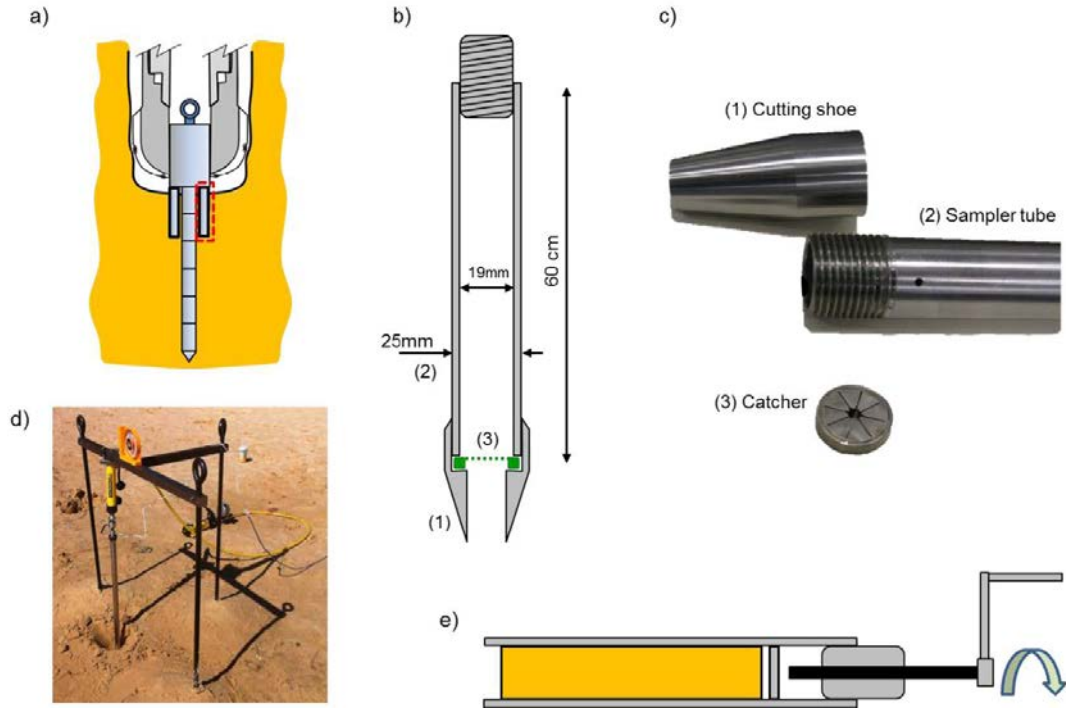 a)
b)
c)
(1) Cutting shoe
(2) Sampler tube
19mm
60 cm
25mm
(2)
(3) Catcher
d)
(3)
(1)
e)